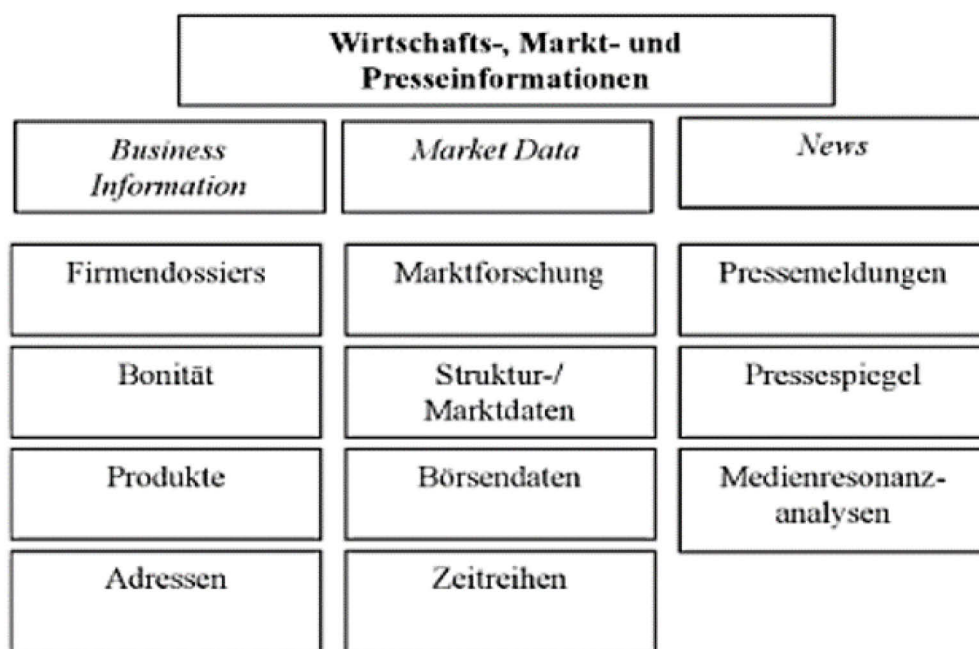 Wirtschafts-, Markt- und
Presseinformationen
Business
Information
Market Data
News
Firmendossiers
Marktforschung
Pressemeldungen
Bonität
Struktur-/
Marktdaten
Pressespiegel
Produkte
Börsendaten
Medienresonanz-
analysen
Adressen
Zeitreihen